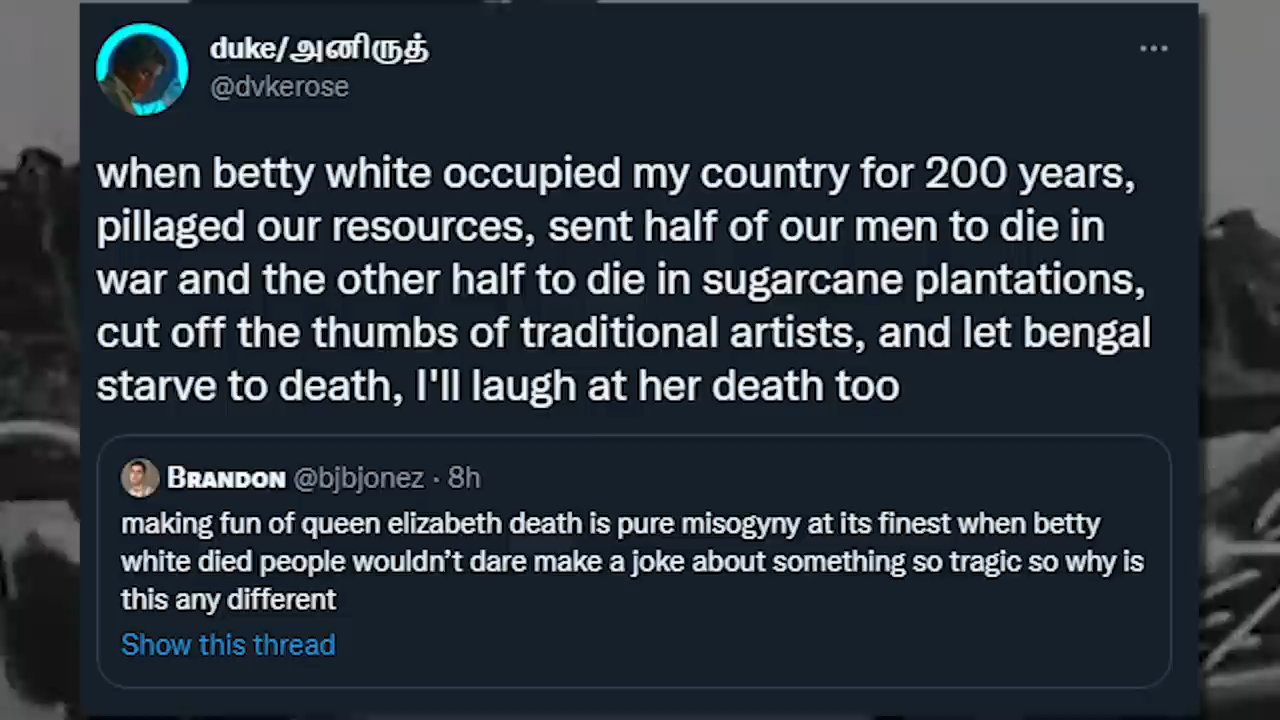 duke/அனிருத்
@dvkerose
when betty white occupied my country for 200 years,
pillaged our resources, sent half of our men to die in
war and the other half to die in sugarcane plantations,
cut off the thumbs of traditional artists, and let bengal
starve to death, I'll laugh at her death too
BRANDON @bjbjonez · 8h
making fun of queen elizabeth death is pure misogyny at its finest when betty
white died people wouldn’t dare make a joke about something so tragic so why is
this any different
Show this thread